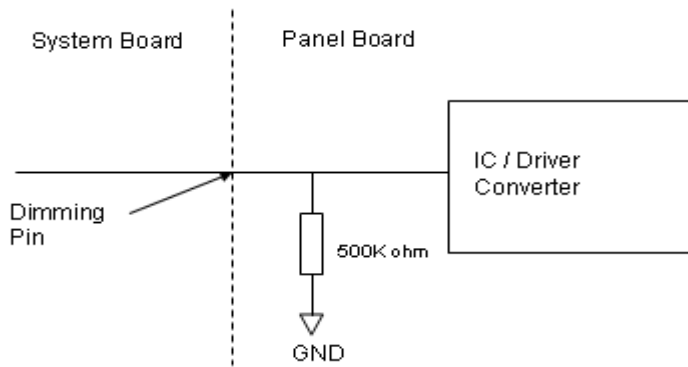 System Board
Panel Board
IC / Driver
Converter
Dimming
Pin
500K ohm
GND